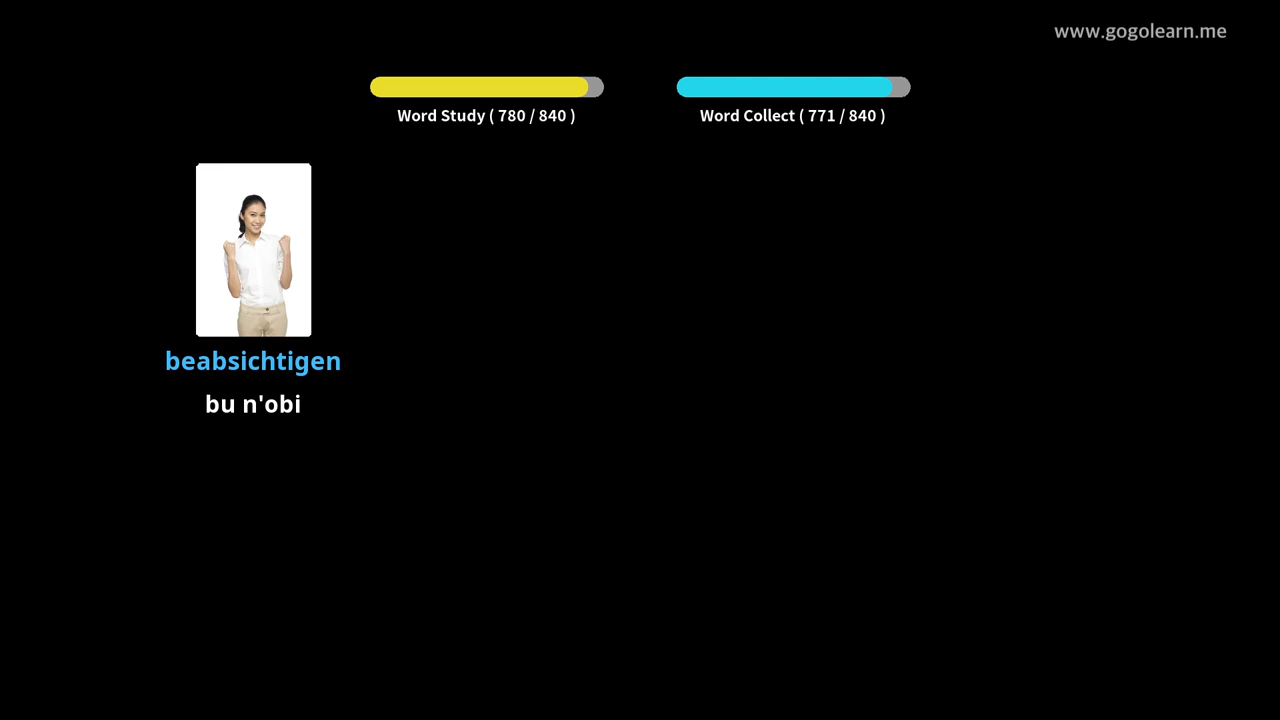 www.gogolearn.me
Word Study ( 780 / 840 )
Word Collect ( 771 / 840 )
beabsichtigen
bu n'obi